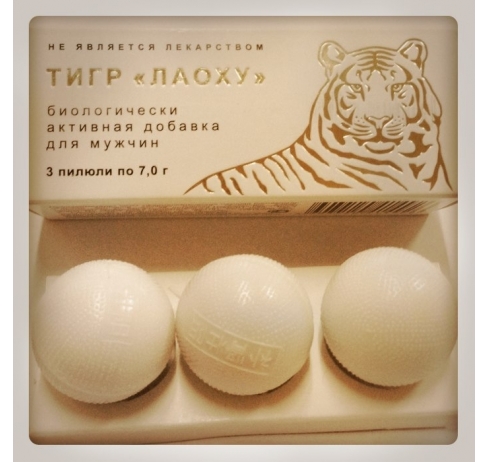 НЕ ЯВЛЯЕТСЯ ЛЕКАРСТВОМ
ТИГР «ЛАОХУ»
биологически
активная добавка
для мужчин
3 пилюли по 7,0 г